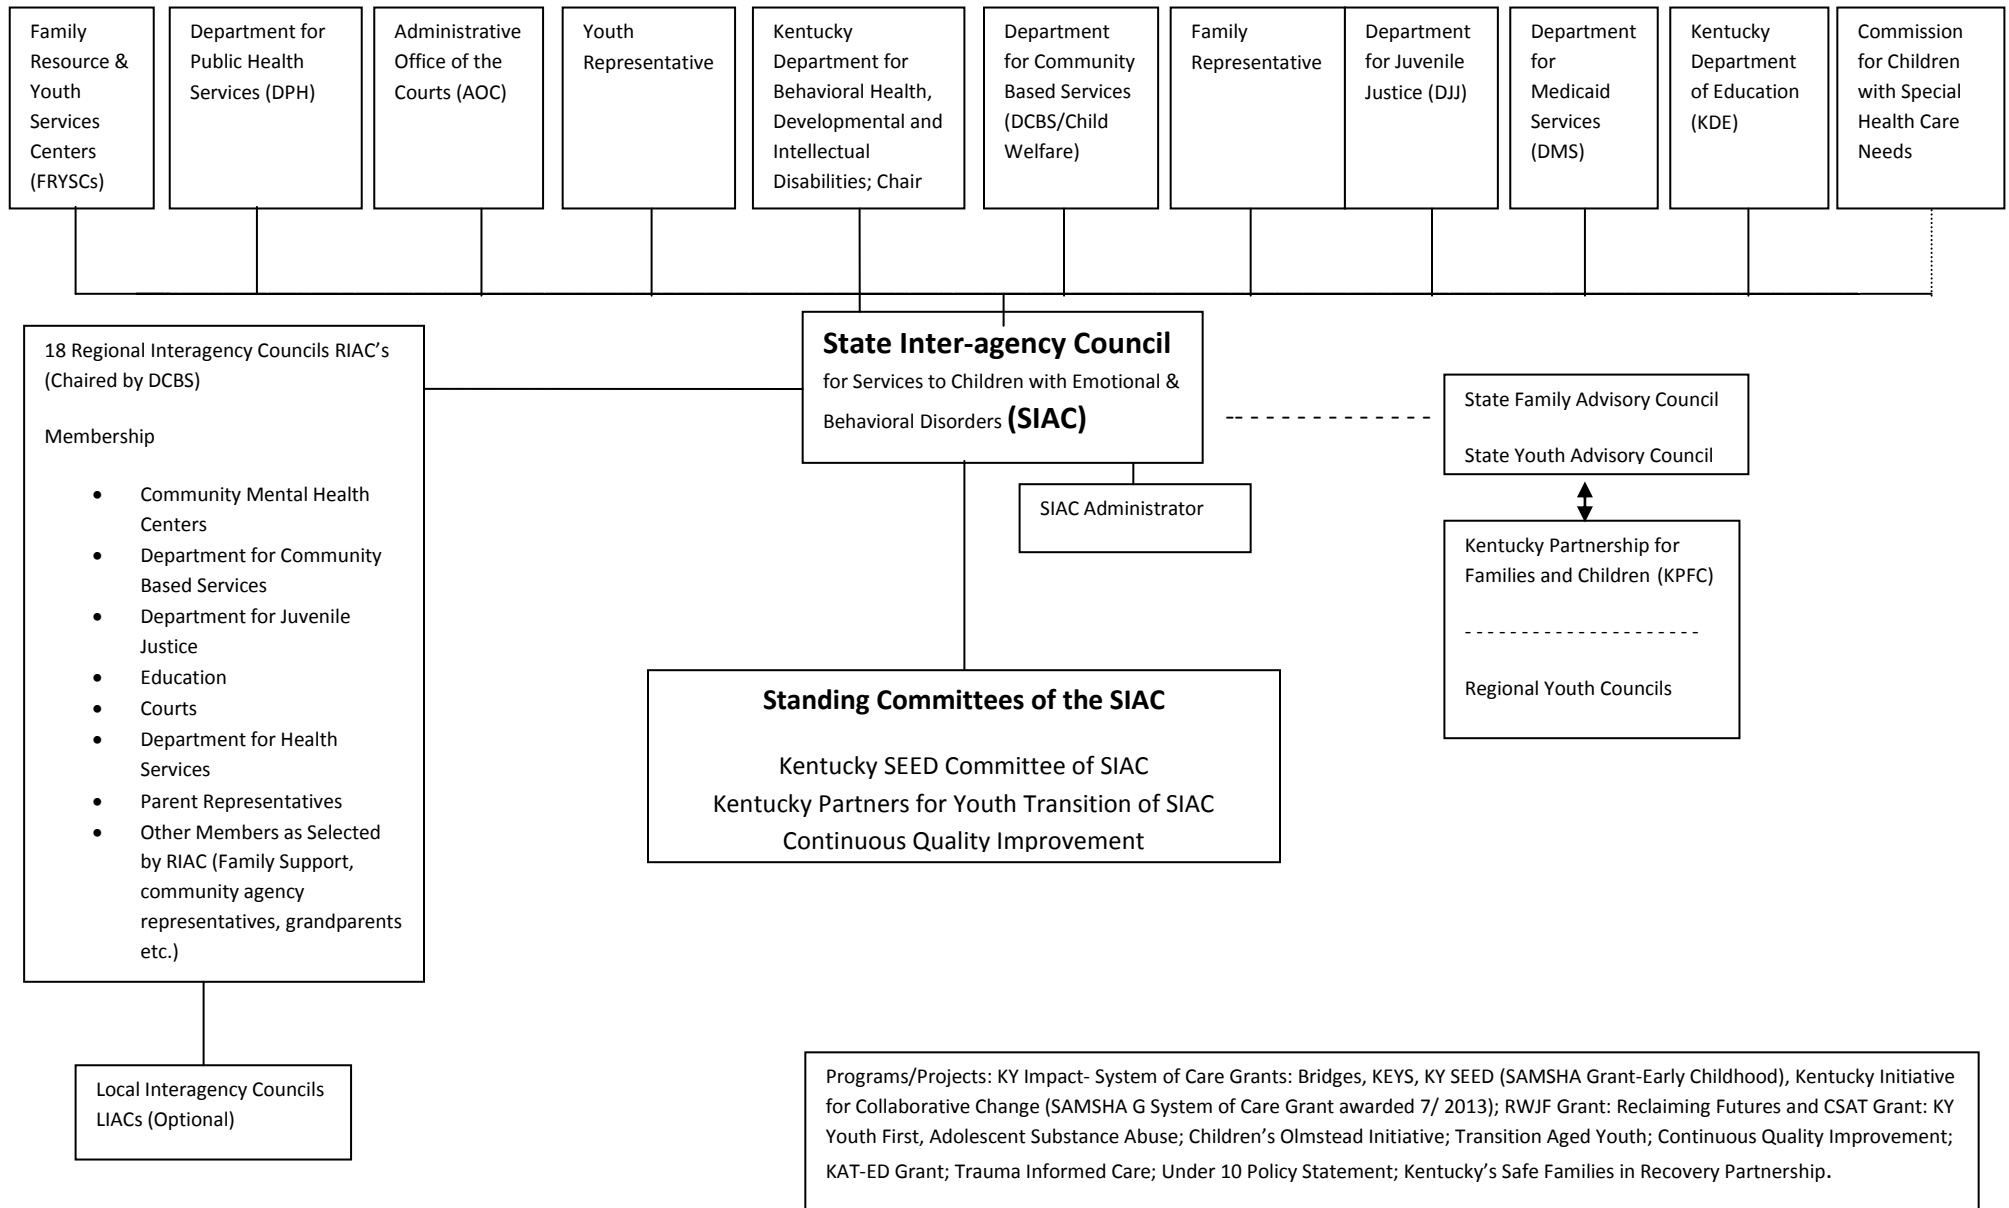 Family
Resource &
Youth
Services
Centers
(FRYSCs)
Department for
Public Health
Services (DPH)
Administrative
Office of the
Courts (AOC)
Youth
Representative
Kentucky
Department for
Behavioral Health,
Developmental and
Intellectual
Disabilities; Chair
Department
for Community
Based Services
(DCBS/Child
Welfare)
Family
Representative
Department
for Juvenile
Justice (DJJ)
Department
for
Medicaid
Services
(DMS)
Kentucky
Department
of Education
(KDE)
Commission
for Children
with Special
Health Care
Needs
18 Regional Interagency Councils RIAC’s
(Chaired by DCBS)
Membership
• Community Mental Health
Centers
• Department for Community
Based Services
• Department for Juvenile
Justice
• Education
• Courts
• Department for Health
Services
• Parent Representatives
• Other Members as Selected
by RIAC (Family Support,
community agency
representatives, grandparents
etc.)
State Inter-agency Council
for Services to Children with Emotional &
Behavioral Disorders (SIAC)
SIAC Administrator
State Family Advisory Council
State Youth Advisory Council
Kentucky Partnership for
Families and Children (KPFC)
Regional Youth Councils
Standing Committees of the SIAC
Kentucky SEED Committee of SIAC
Kentucky Partners for Youth Transition of SIAC
Continuous Quality Improvement
Local Interagency Councils
LIACs (Optional)
Programs/Projects: KY Impact- System of Care Grants: Bridges, KEYS, KY SEED (SAMSHA Grant-Early Childhood), Kentucky Initiative
for Collaborative Change (SAMSHA G System of Care Grant awarded 7/ 2013); RWJF Grant: Reclaiming Futures and CSAT Grant: KY
Youth First, Adolescent Substance Abuse; Children’s Olmstead Initiative; Transition Aged Youth; Continuous Quality Improvement;
KAT-ED Grant; Trauma Informed Care; Under 10 Policy Statement; Kentucky’s Safe Families in Recovery Partnership.